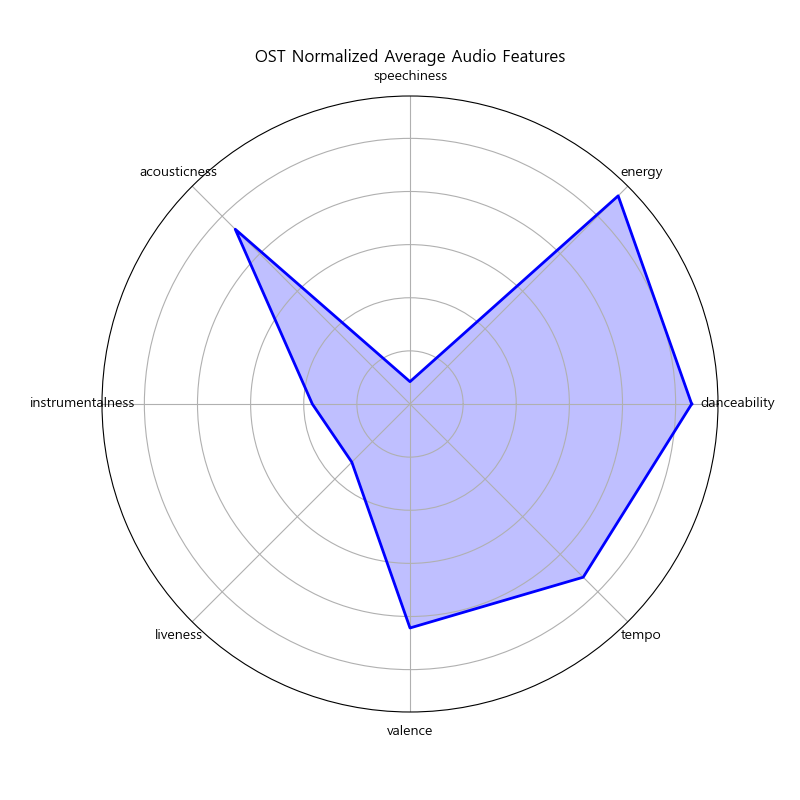 OST Normalized Average Audio Features
speechiness
acousticness
energy
instrumentalness
danceability
liveness
tempo
valence